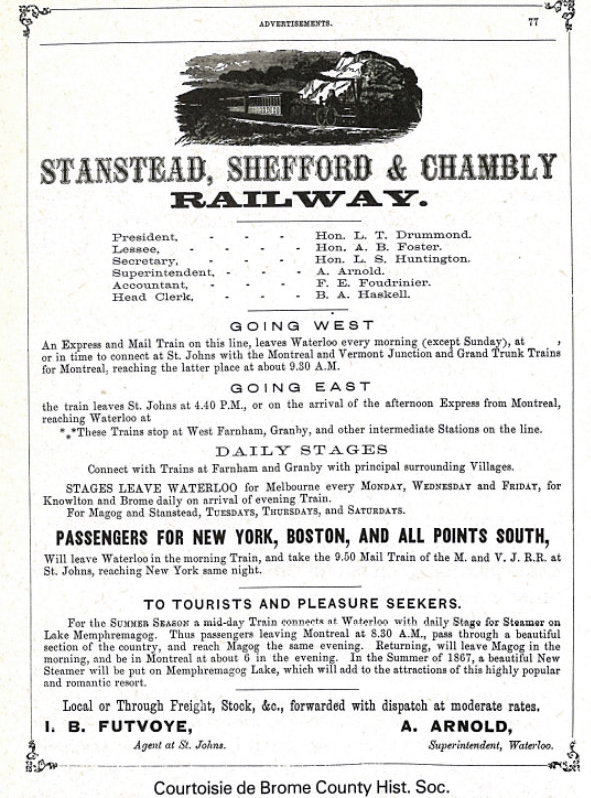 ADVERTISEMENTS. 77
STANSTEAD, SHEFFORD & CHAMBLY
RAILWAY.
President, - - - Hon. L. T. Drummond.
Lessee, - - - - - Hon. A. B. Foster.
Secretary, - - - - Hon. L. S. Huntington.
Superintendent, - - - - A. Arnold.
Accountant, - - - - F. E. Foudrinier.
Head Clerk, - - - - B. A. Haskell.
GOING WEST
An Express and Mail Train on this line, leaves Waterloo every morning (except Sunday), at ,
or in time to connect at St. Johns with the Montreal and Vermont Junction and Grand Trunk Trains
for Montreal, reaching the latter place at about 9.30 A.M.
GOING EAST
the train leaves St. Johns at 4.40 P.M., or on the arrival of the afternoon Express from Montreal,
reaching Waterloo at
*⁎*These Trains stop at West Farnham, Granby, and other intermediate Stations on the line.
DAILY STAGES
Connect with Trains at Farnham and Granby with principal surrounding Villages.
STAGES LEAVE WATERLOO for Melbourne every MONDAY, WEDNESDAY and FRIDAY, for
Knowlton and Brome daily on arrival of evening Train.
For Magog and Stanstead, TUESDAYS, THURSDAYS, and SATURDAYS.
PASSENGERS FOR NEW YORK, BOSTON, AND ALL POINTS SOUTH,
Will leave Waterloo in the morning Train, and take the 9.50 Mail Train of the M. and V. J. R.R. at
St. Johns, reaching New York same night.
TO TOURISTS AND PLEASURE SEEKERS.
For the SUMMER SEASON a mid-day Train connects at Waterloo with daily Stage for Steamer on
Lake Memphremagog. Thus passengers leaving Montreal at 8.30 A.M., pass through a beautiful
section of the country, and reach Magog the same evening. Returning, will leave Magog in the
morning, and be in Montreal at about 6 in the evening. In the Summer of 1867, a beautiful New
Steamer will be put on Memphremagog Lake, which will add to the attractions of this highly popular
and romantic resort.
Local or Through Freight, Stock, &c., forwarded with dispatch at moderate rates.
I. B. FUTVOYE, A. ARNOLD,
Agent at St. Johns. Superintendent, Waterloo.
Courtoisie de Brome County Hist. Soc.